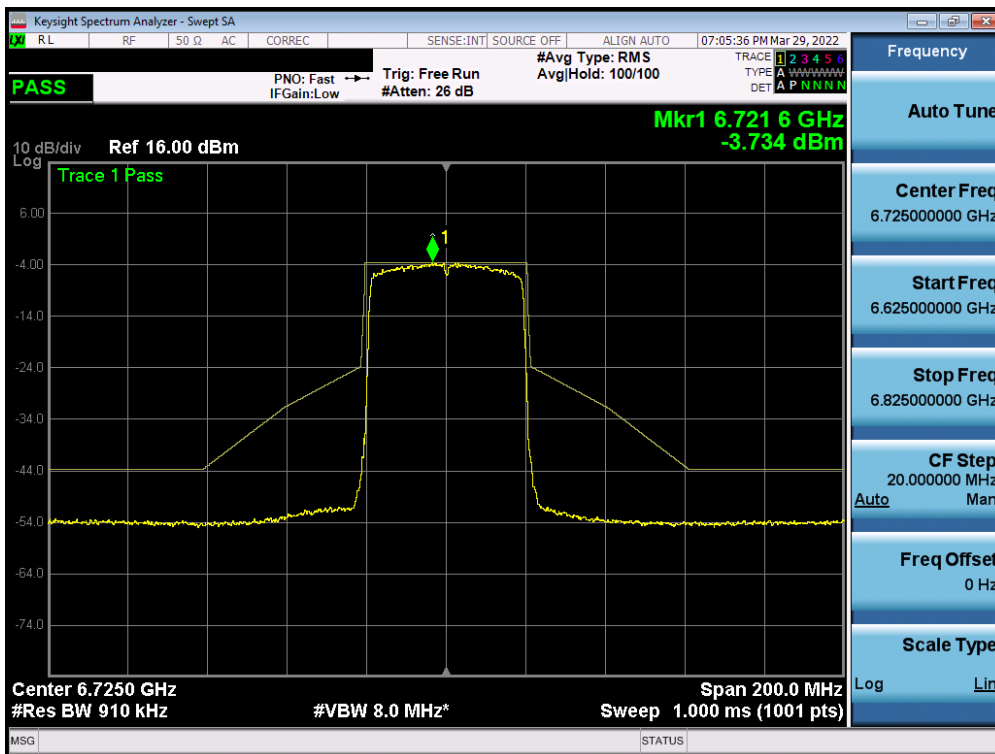 Keysight Spectrum Analyzer - Swept SA
LXI RL RF 50 Ω AC CORREC SENSE:INT SOURCE OFF ALIGN AUTO 07:05:36 PM Mar 29, 2022
PASS
PNO: Fast
IFGain:Low
Trig: Free Run
#Atten: 26 dB
#Avg Type: RMS
Avg|Hold: 100/100
TRACE 1 2 3 4 5 6
TYPE A WWWWWWW
DET A P N N N N
Mkr1 6.721 6 GHz
-3.734 dBm
10 dB/div Ref 16.00 dBm
Log
Trace 1 Pass
1
6.00
-4.00
-14.0
-24.0
-34.0
-44.0
-54.0
-64.0
-74.0
Center 6.7250 GHz Span 200.0 MHz
#Res BW 910 kHz #VBW 8.0 MHz* Sweep 1.000 ms (1001 pts)
MSG STATUS
Frequency
Auto Tune
Center Freq
6.725000000 GHz
Start Freq
6.625000000 GHz
Stop Freq
6.825000000 GHz
CF Step
20.000000 MHz
Auto Man
Freq Offset
0 Hz
Scale Type
Log Lin